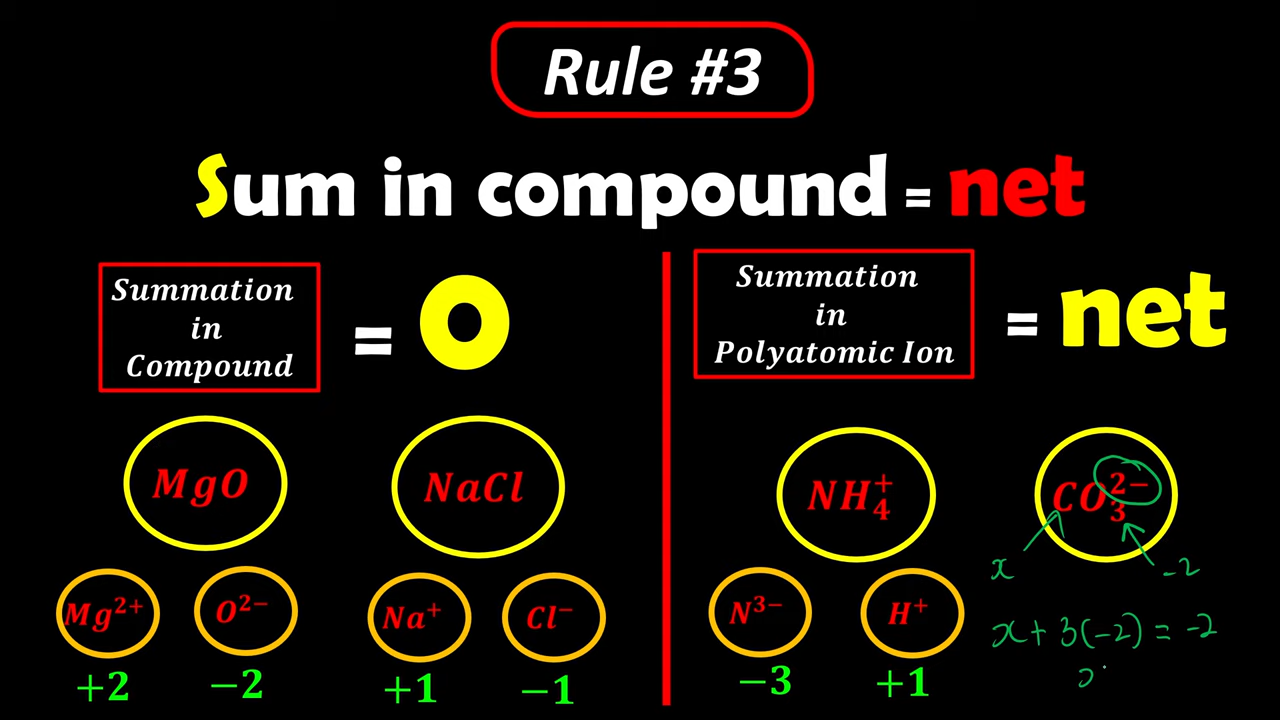 Rule #3
Sum in compound = net
Summation
in
Compound
= 0
Summation
in
Polyatomic Ion
= net
MgO
NaCl
NH₄⁺
CO₃²⁻
x
-2
Mg²⁺
O²⁻
Na⁺
Cl⁻
N³⁻
H⁺
x + 3(-2) = -2
+2
-2
+1
-1
-3
+1